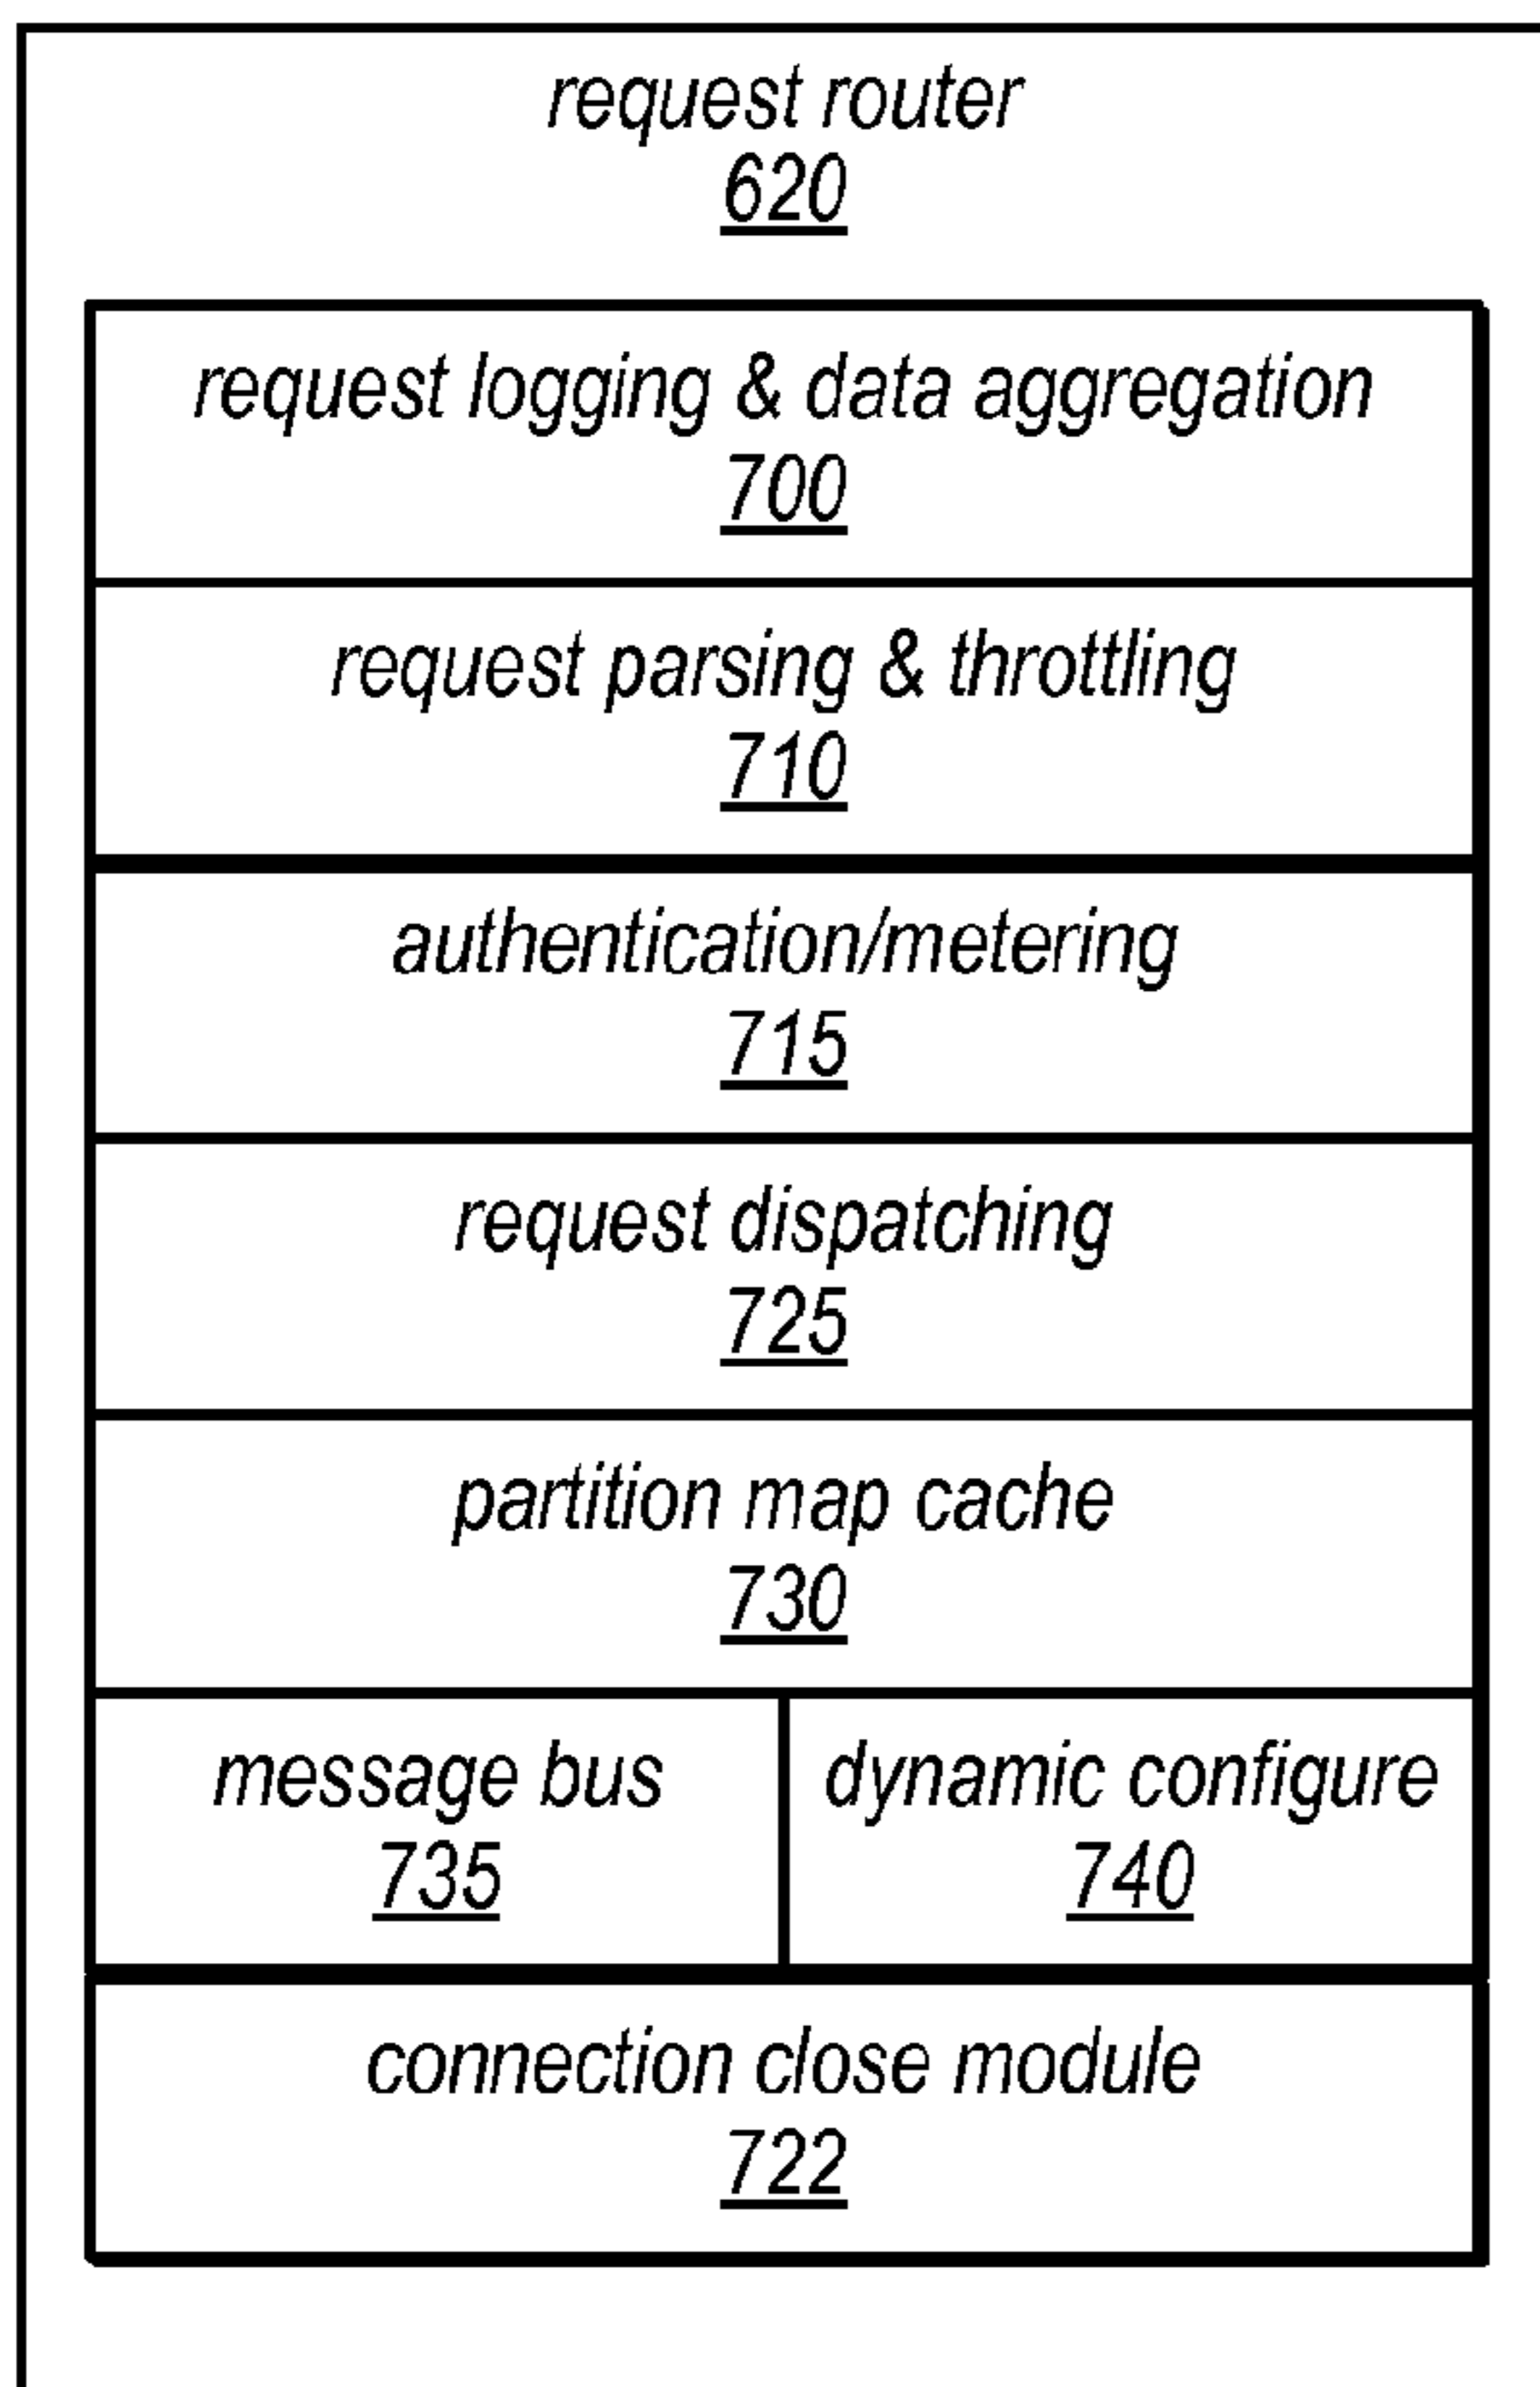 request router
620
request logging & data aggregation
700
request parsing & throttling
710
authentication/metering
715
request dispatching
725
partition map cache
730
message bus
735
dynamic configure
740
connection close module
722